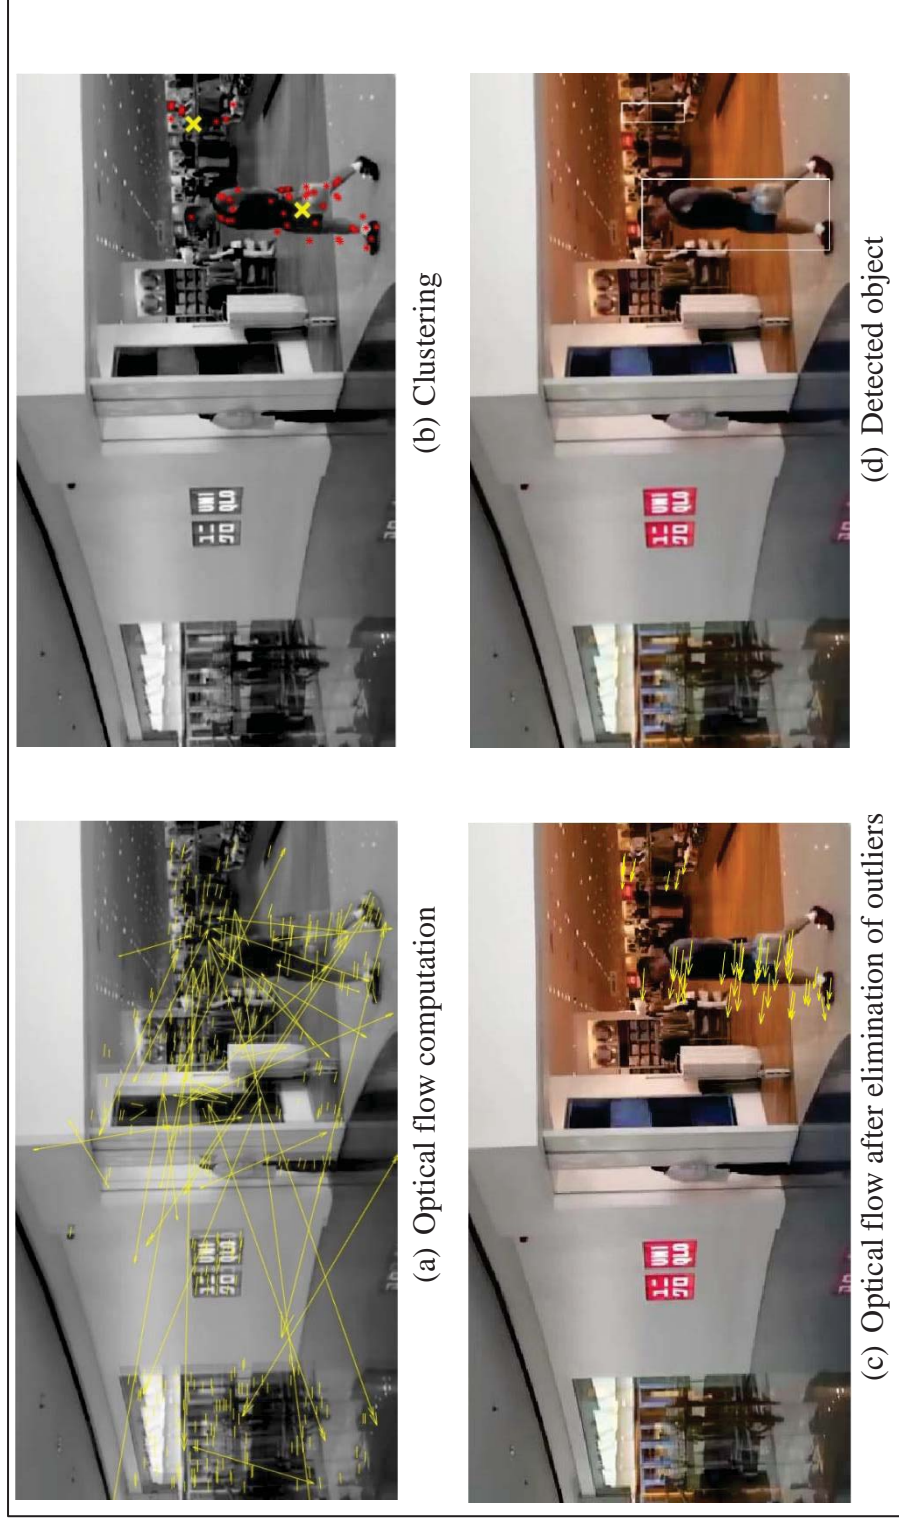 (a) Optical flow computation
(b) Clustering
(c) Optical flow after elimination of outliers
(d) Detected object